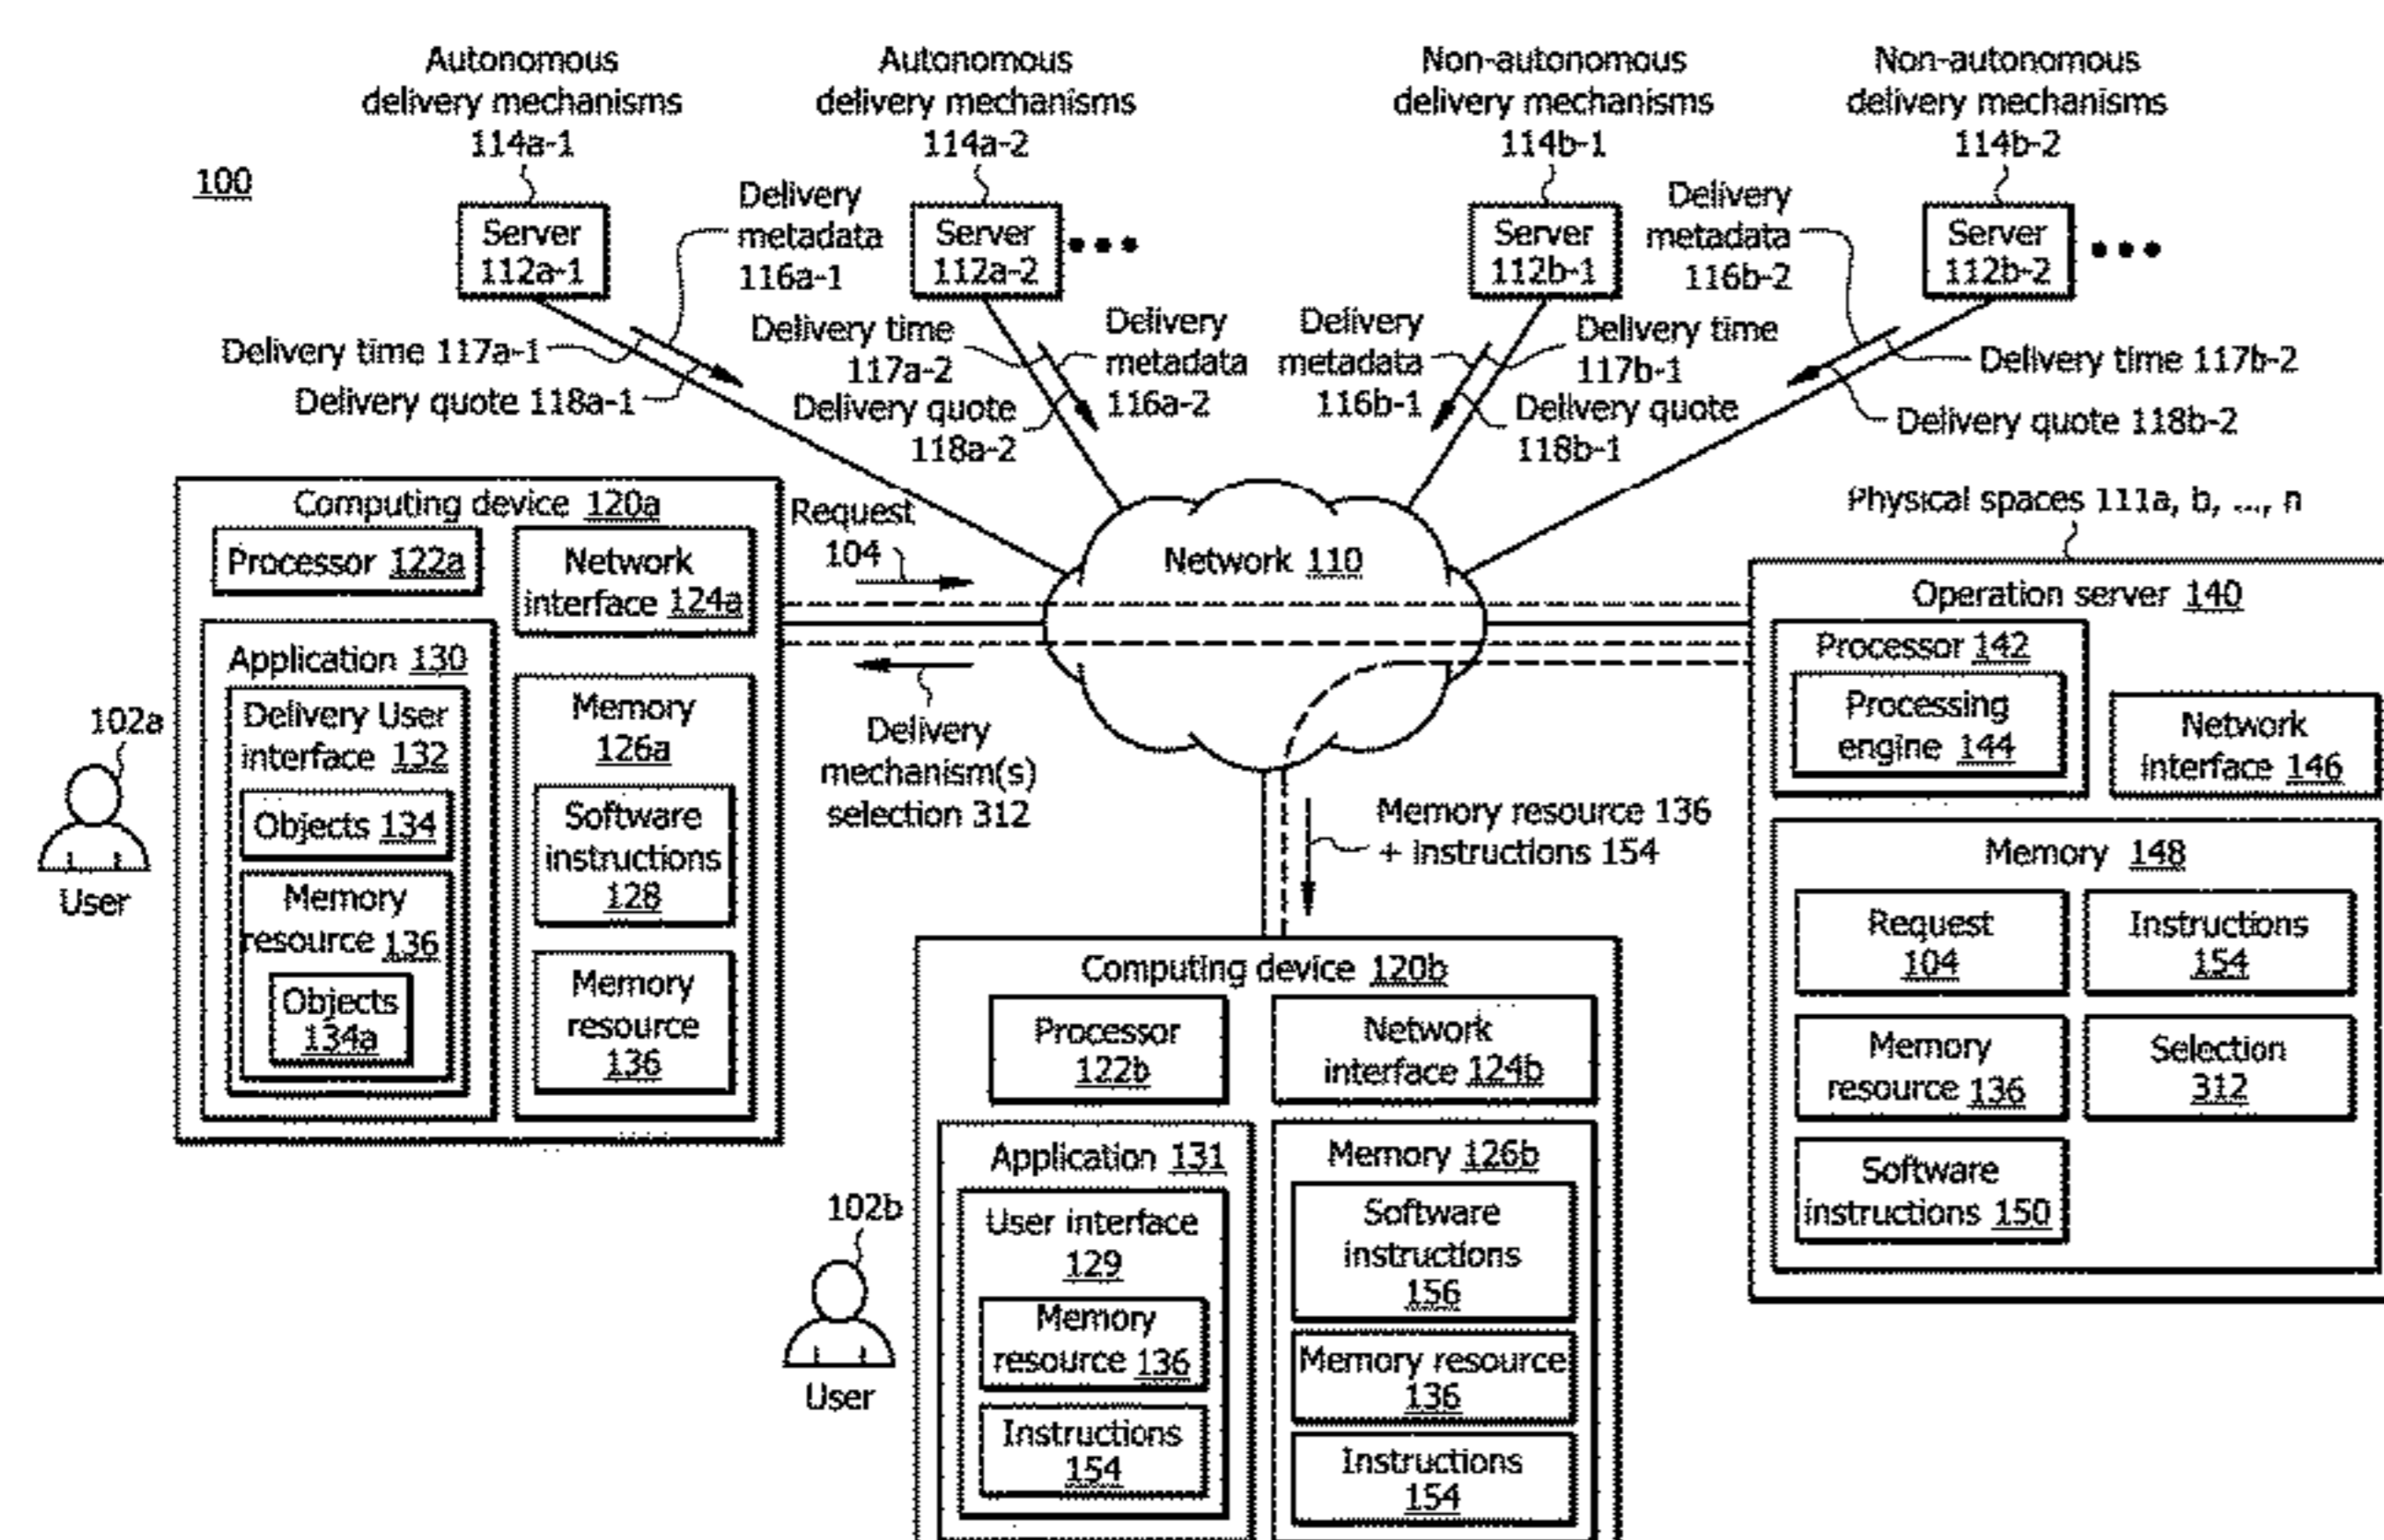 100
Autonomous
delivery mechanisms
114a-1
Autonomous
delivery mechanisms
114a-2
Non-autonomous
delivery mechanisms
114b-1
Non-autonomous
delivery mechanisms
114b-2
Server
112a-1
Delivery
metadata
116a-1
Server
112a-2
Server
112b-1
Delivery
metadata
116b-2
Server
112b-2
Delivery time 117a-1
Delivery quote 118a-1
Delivery time
117a-2
Delivery quote
118a-2
Delivery
metadata
116a-2
Delivery
metadata
116b-1
Delivery time
117b-1
Delivery quote
118b-1
Delivery time 117b-2
Delivery quote 118b-2
Computing device 120a
Processor 122a
Network
interface 124a
Application 130
Delivery User
interface 132
Objects 134
Memory
resource 136
Objects
134a
Memory
126a
Software
instructions
128
Memory
resource
136
102a
User
Request
104
Network 110
Delivery
mechanism(s)
selection 312
Memory resource 136
+ Instructions 154
Physical spaces 111a, b, ..., n
Operation server 140
Processor 142
Processing
engine 144
Network
interface 146
Memory 148
Request
104
Instructions
154
Memory
resource 136
Selection
312
Software
instructions 150
Computing device 120b
Processor
122b
Network
interface 124b
Application 131
User interface
129
Memory
resource 136
Instructions
154
Memory 126b
Software
instructions
156
Memory resource
136
Instructions
154
102b
User